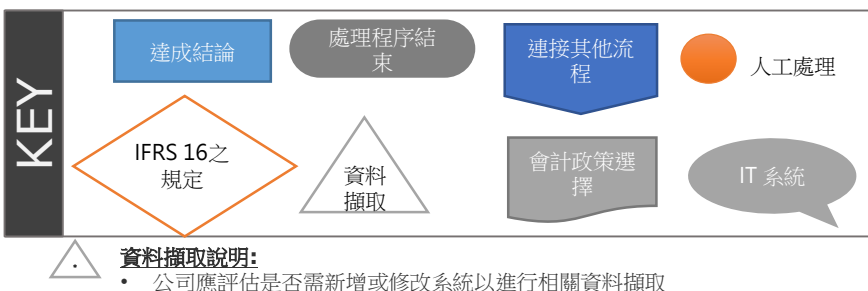 KEY
達成結論
處理程序結
束
連接其他流
程
人工處理
IFRS 16之
規定
資料
擷取
會計政策選
擇
IT 系統
資料擷取說明:
• 公司應評估是否需新增或修改系統以進行相關資料擷取